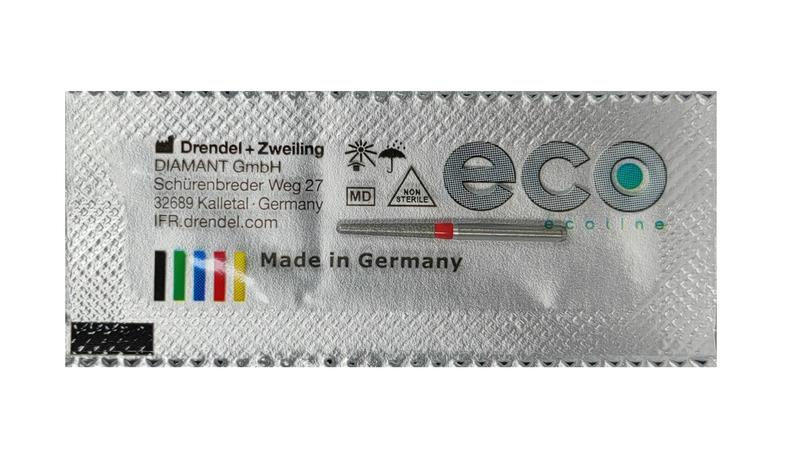 Drendel + Zweiling
DIAMANT GmbH
Schürenbreder Weg 27
32689 Kalletal · Germany
IFR.drendel.com
MD
NON
STERILE
eco
ecoline
Made in Germany